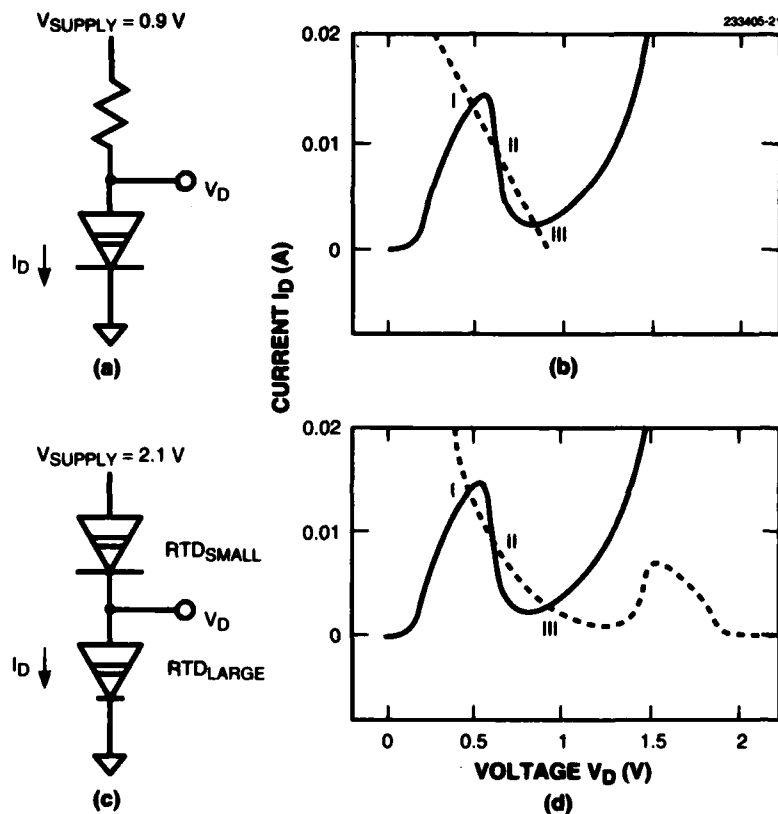 233405-21
V_SUPPLY = 0.9 V
V_D
I_D
(a)
0.02
0.01
0
I
II
III
(b)
CURRENT I_D (A)
V_SUPPLY = 2.1 V
RTD_SMALL
V_D
I_D
RTD_LARGE
(c)
0.02
0.01
0
I
II
III
0
0.5
1
1.5
2
VOLTAGE V_D (V)
(d)